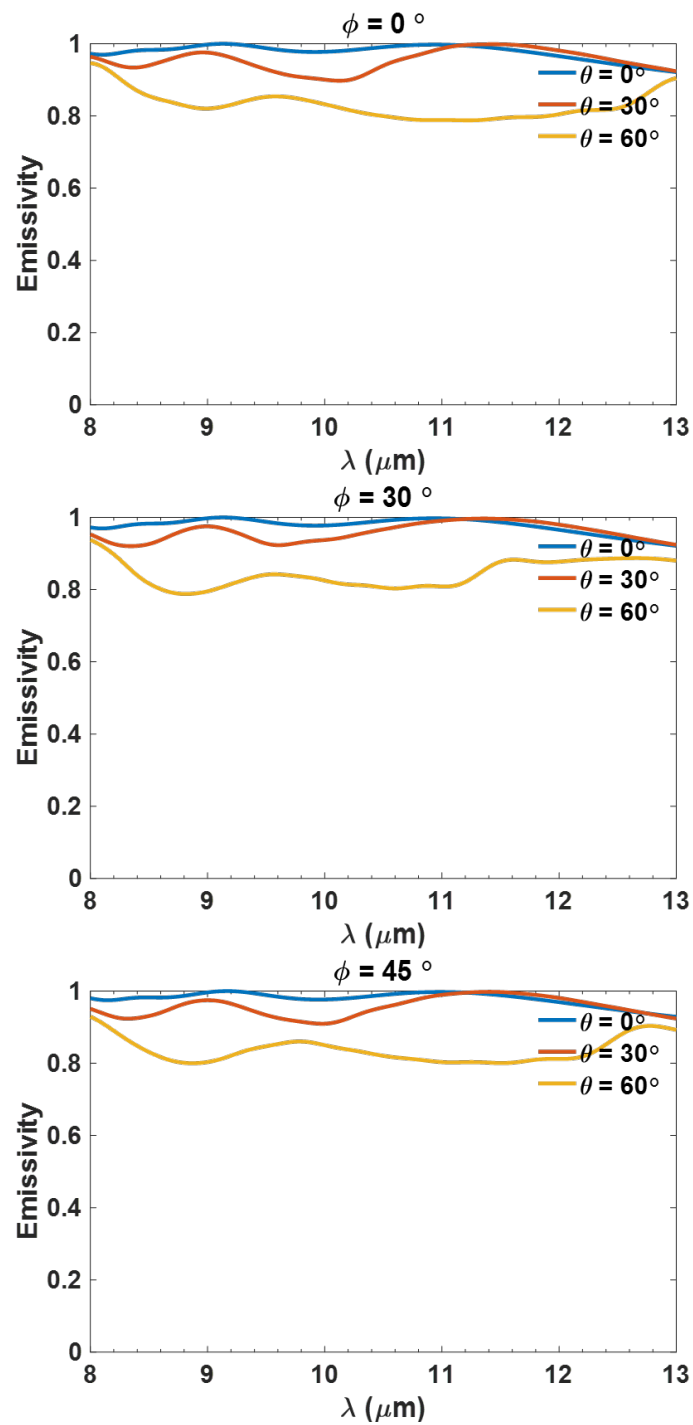 ϕ = 0 °
1
0.8
0.6
0.4
0.2
0
Emissivity
θ = 0°
θ = 30°
θ = 60°
8 9 10 11 12 13
λ (μm)
ϕ = 30 °
1
0.8
0.6
0.4
0.2
0
Emissivity
θ = 0°
θ = 30°
θ = 60°
8 9 10 11 12 13
λ (μm)
ϕ = 45 °
1
0.8
0.6
0.4
0.2
0
Emissivity
θ = 0°
θ = 30°
θ = 60°
8 9 10 11 12 13
λ (μm)